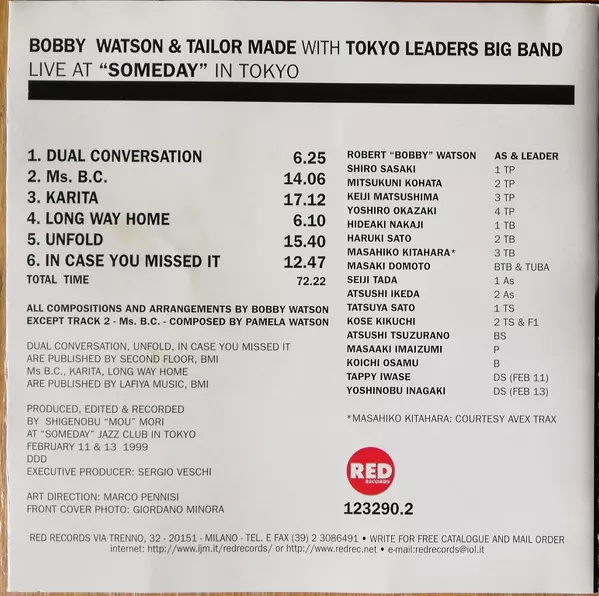 BOBBY WATSON & TAILOR MADE WITH TOKYO LEADERS BIG BAND
LIVE AT “SOMEDAY” IN TOKYO
1. DUAL CONVERSATION 6.25
2. Ms. B.C. 14.06
3. KARITA 17.12
4. LONG WAY HOME 6.10
5. UNFOLD 15.40
6. IN CASE YOU MISSED IT 12.47
TOTAL TIME 72.22
ALL COMPOSITIONS AND ARRANGEMENTS BY BOBBY WATSON
EXCEPT TRACK 2 - Ms. B.C. - COMPOSED BY PAMELA WATSON
DUAL CONVERSATION, UNFOLD, IN CASE YOU MISSED IT
ARE PUBLISHED BY SECOND FLOOR, BMI
Ms B.C., KARITA, LONG WAY HOME
ARE PUBLISHED BY LAFIYA MUSIC, BMI
PRODUCED, EDITED & RECORDED
BY SHIGENOBU “MOU” MORI
AT “SOMEDAY” JAZZ CLUB IN TOKYO
FEBRUARY 11 & 13 1999
DDD
EXECUTIVE PRODUCER: SERGIO VESCHI
ART DIRECTION: MARCO PENNISI
FRONT COVER PHOTO: GIORDANO MINORA
ROBERT “BOBBY” WATSON AS & LEADER
SHIRO SASAKI 1 TP
MITSUKUNI KOHATA 2 TP
KEIJI MATSUSHIMA 3 TP
YOSHIRO OKAZAKI 4 TP
HIDEAKI NAKAJI 1 TB
HARUKI SATO 2 TB
MASAHIKO KITAHARA* 3 TB
MASAKI DOMOTO BTB & TUBA
SEIJI TADA 1 As
ATSUSHI IKEDA 2 As
TATSUYA SATO 1 TS
KOSE KIKUCHI 2 TS & F1
ATSUSHI TSUZURANO BS
MASAAKI IMAIZUMI P
KOICHI OSAMU B
TAPPY IWASE DS (FEB 11)
YOSHINOBU INAGAKI DS (FEB 13)
*MASAHIKO KITAHARA: COURTESY AVEX TRAX
RED
RECORDS
123290.2
RED RECORDS VIA TRENNO, 32 - 20151 - MILANO - TEL. E FAX (39) 2 3086491 • WRITE FOR FREE CATALOGUE AND MAIL ORDER
internet: http://www.ijm.it/redrecords/ or http://www.redrec.net • e-mail:redrecords@iol.it